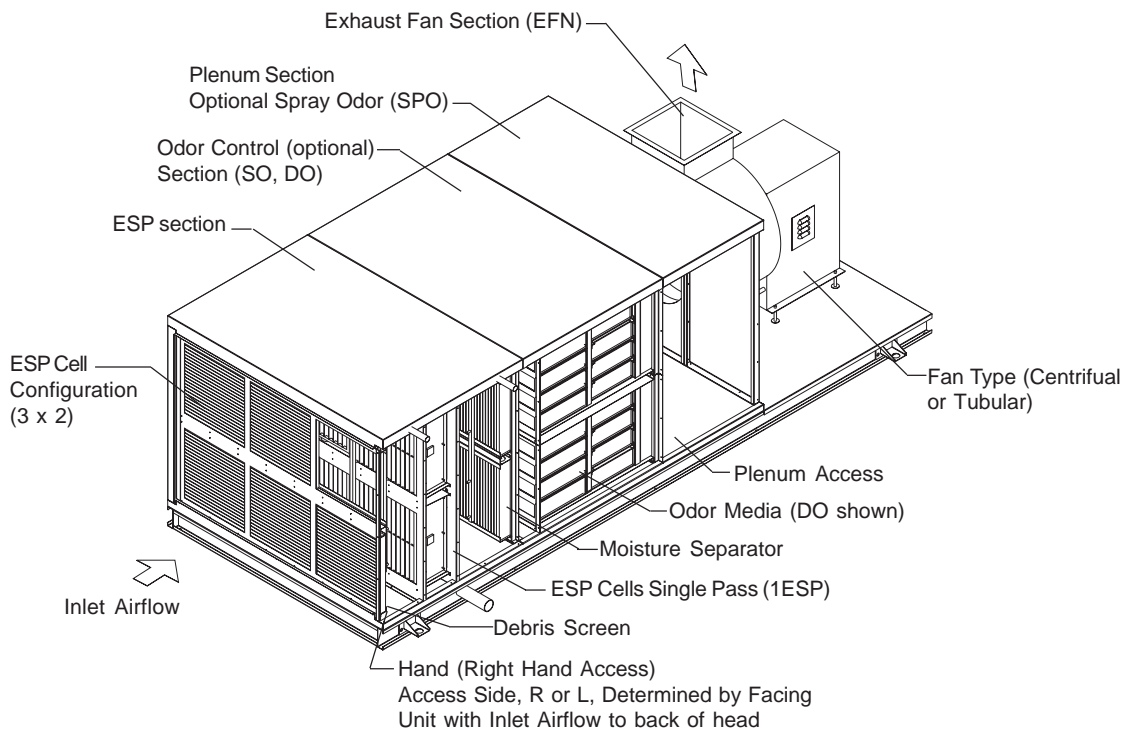 Exhaust Fan Section (EFN)
Plenum Section
Optional Spray Odor (SPO)
Odor Control (optional)
Section (SO, DO)
ESP section
ESP Cell
Configuration
(3 x 2)
Fan Type (Centrifual
or Tubular)
Plenum Access
Odor Media (DO shown)
Moisture Separator
ESP Cells Single Pass (1ESP)
Inlet Airflow
Debris Screen
Hand (Right Hand Access)
Access Side, R or L, Determined by Facing
Unit with Inlet Airflow to back of head